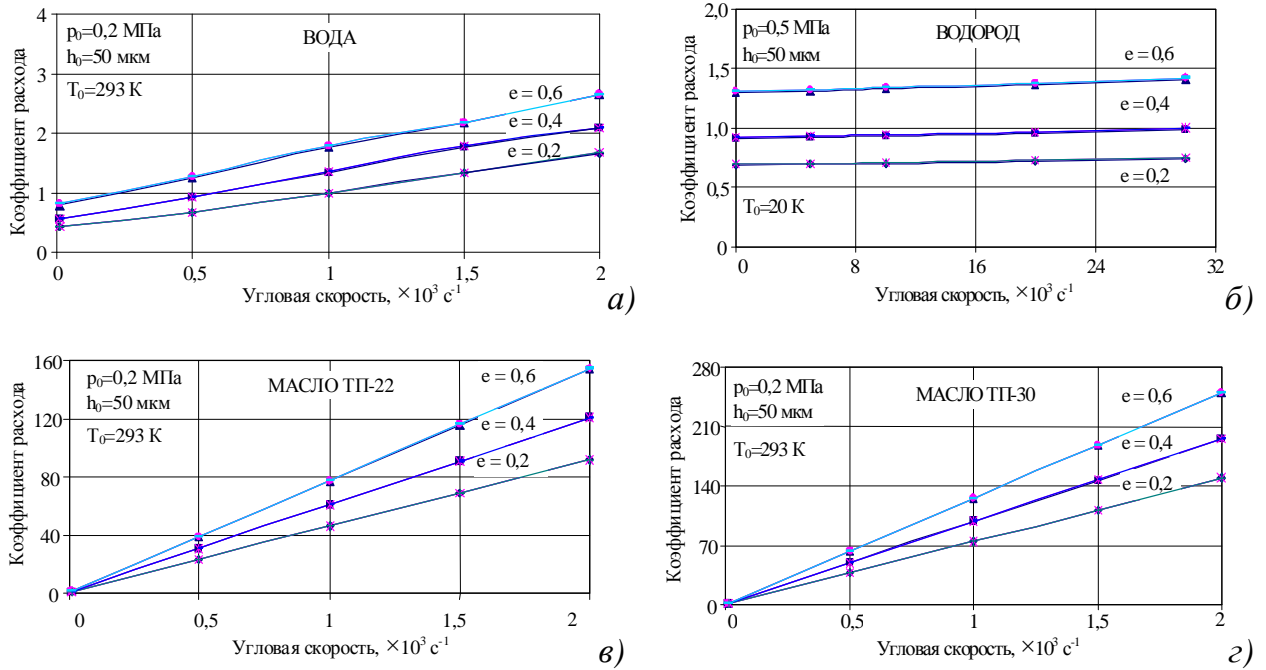 4
3
2
1
0
Коэффициент расхода
p₀=0,2 МПа
h₀=50 мкм
T₀=293 К
ВОДА
e = 0,6
e = 0,4
e = 0,2
0 0,5 1 1,5 2
Угловая скорость, ×10³ с⁻¹
а)
2,0
1,5
1,0
0,5
0,0
Коэффициент расхода
p₀=0,5 МПа
h₀=50 мкм
T₀=20 К
ВОДОРОД
e = 0,6
e = 0,4
e = 0,2
0 8 16 24 32
Угловая скорость, ×10³ с⁻¹
б)
160
120
80
40
0
Коэффициент расхода
p₀=0,2 МПа
h₀=50 мкм
T₀=293 К
МАСЛО ТП-22
e = 0,6
e = 0,4
e = 0,2
0 0,5 1 1,5 2
Угловая скорость, ×10³ с⁻¹
в)
280
210
140
70
0
Коэффициент расхода
p₀=0,2 МПа
h₀=50 мкм
T₀=293 К
МАСЛО ТП-30
e = 0,6
e = 0,4
e = 0,2
0 0,5 1 1,5 2
Угловая скорость, ×10³ с⁻¹
г)